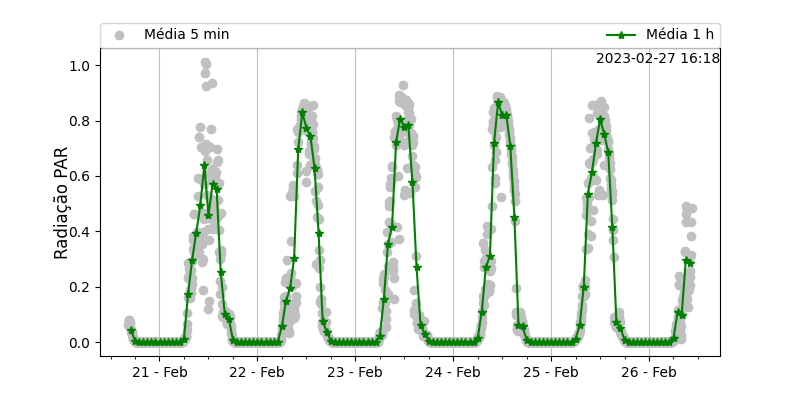 Média 5 min
Média 1 h
2023-02-27 16:18
Radiação PAR
1.0
0.8
0.6
0.4
0.2
0.0
21 - Feb
22 - Feb
23 - Feb
24 - Feb
25 - Feb
26 - Feb